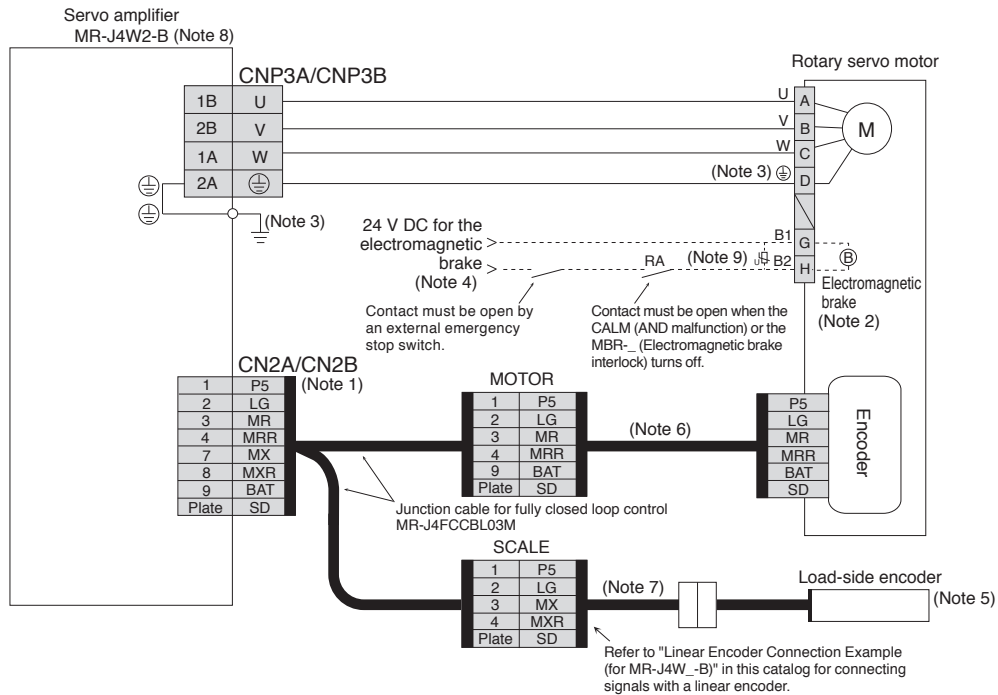 Servo amplifier
MR-J4W2-B (Note 8)
Rotary servo motor
CNP3A/CNP3B
1B U
2B V
1A W
2A
(Note 3)
U A
V B
W C
(Note 3) D
M
24 V DC for the
electromagnetic
brake
(Note 4)
RA
(Note 9)
U
B1 G
B2 H
B
Electromagnetic
brake
(Note 2)
Contact must be open by
an external emergency
stop switch.
Contact must be open when the
CALM (AND malfunction) or the
MBR-_ (Electromagnetic brake
interlock) turns off.
CN2A/CN2B
(Note 1)
1 P5
2 LG
3 MR
4 MRR
7 MX
8 MXR
9 BAT
Plate SD
MOTOR
1 P5
2 LG
3 MR
4 MRR
9 BAT
Plate SD
(Note 6)
P5
LG
MR
MRR
BAT
SD
Encoder
Junction cable for fully closed loop control
MR-J4FCCBL03M
SCALE
1 P5
2 LG
3 MX
4 MXR
Plate SD
(Note 7)
Load-side encoder
(Note 5)
Refer to "Linear Encoder Connection Example
(for MR-J4W_-B)" in this catalog for connecting
signals with a linear encoder.